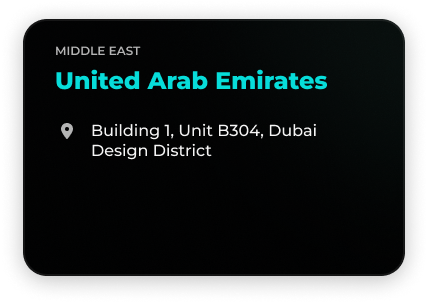 MIDDLE EAST
United Arab Emirates
Building 1, Unit B304, Dubai
Design District